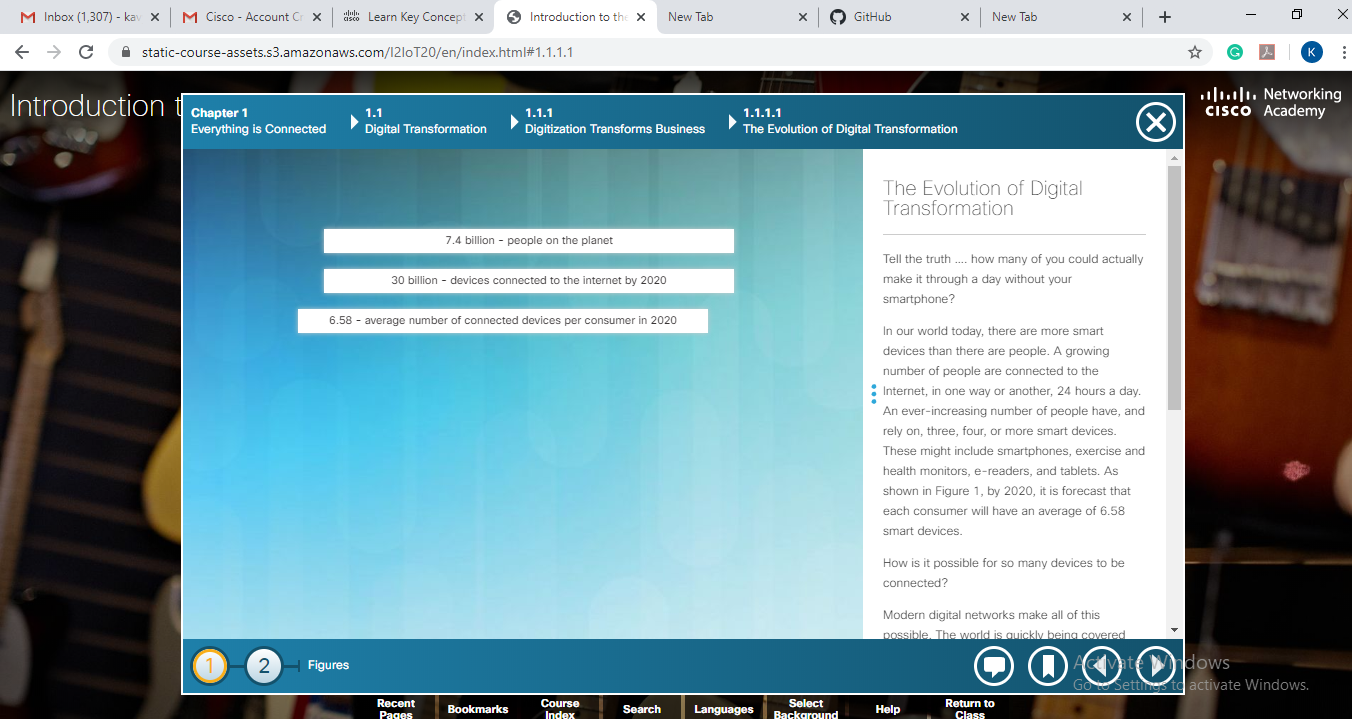 Inbox (1,307) - kav
Cisco - Account Cr
Learn Key Concept
Introduction to the
New Tab
GitHub
New Tab
static-course-assets.s3.amazonaws.com/I2IoT20/en/index.html#1.1.1.1
K
Introduction t
CISCO
Networking
Academy
Chapter 1
Everything is Connected
1.1
Digital Transformation
1.1.1
Digitization Transforms Business
1.1.1.1
The Evolution of Digital Transformation
7.4 billion - people on the planet
30 billion - devices connected to the internet by 2020
6.58 - average number of connected devices per consumer in 2020
The Evolution of Digital
Transformation
Tell the truth .... how many of you could actually
make it through a day without your
smartphone?
In our world today, there are more smart
devices than there are people. A growing
number of people are connected to the
Internet, in one way or another, 24 hours a day.
An ever-increasing number of people have, and
rely on, three, four, or more smart devices.
These might include smartphones, exercise and
health monitors, e-readers, and tablets. As
shown in Figure 1, by 2020, it is forecast that
each consumer will have an average of 6.58
smart devices.
How is it possible for so many devices to be
connected?
Modern digital networks make all of this
possible. The world is quickly being covered
1
2
Figures
Activate Windows
Go to Settings to activate Windows.
Recent
Pages
Bookmarks
Course
Index
Search
Languages
Select
Background
Help
Return to
Class